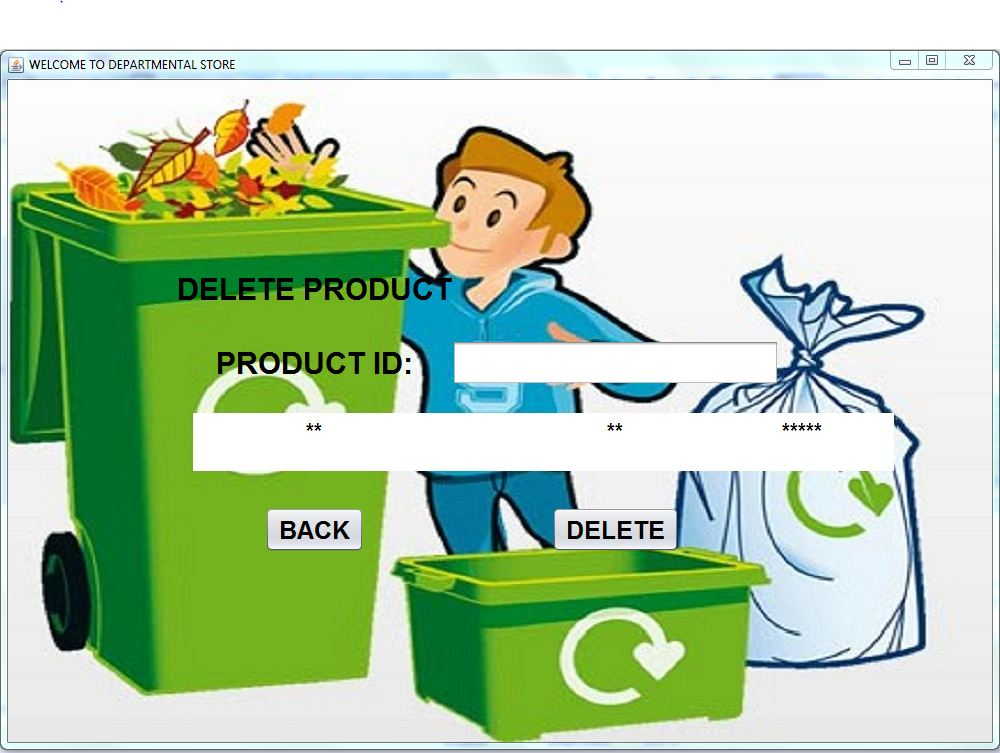 WELCOME TO DEPARTMENTAL STORE
DELETE PRODUCT
PRODUCT ID:
** ** *****
BACK DELETE